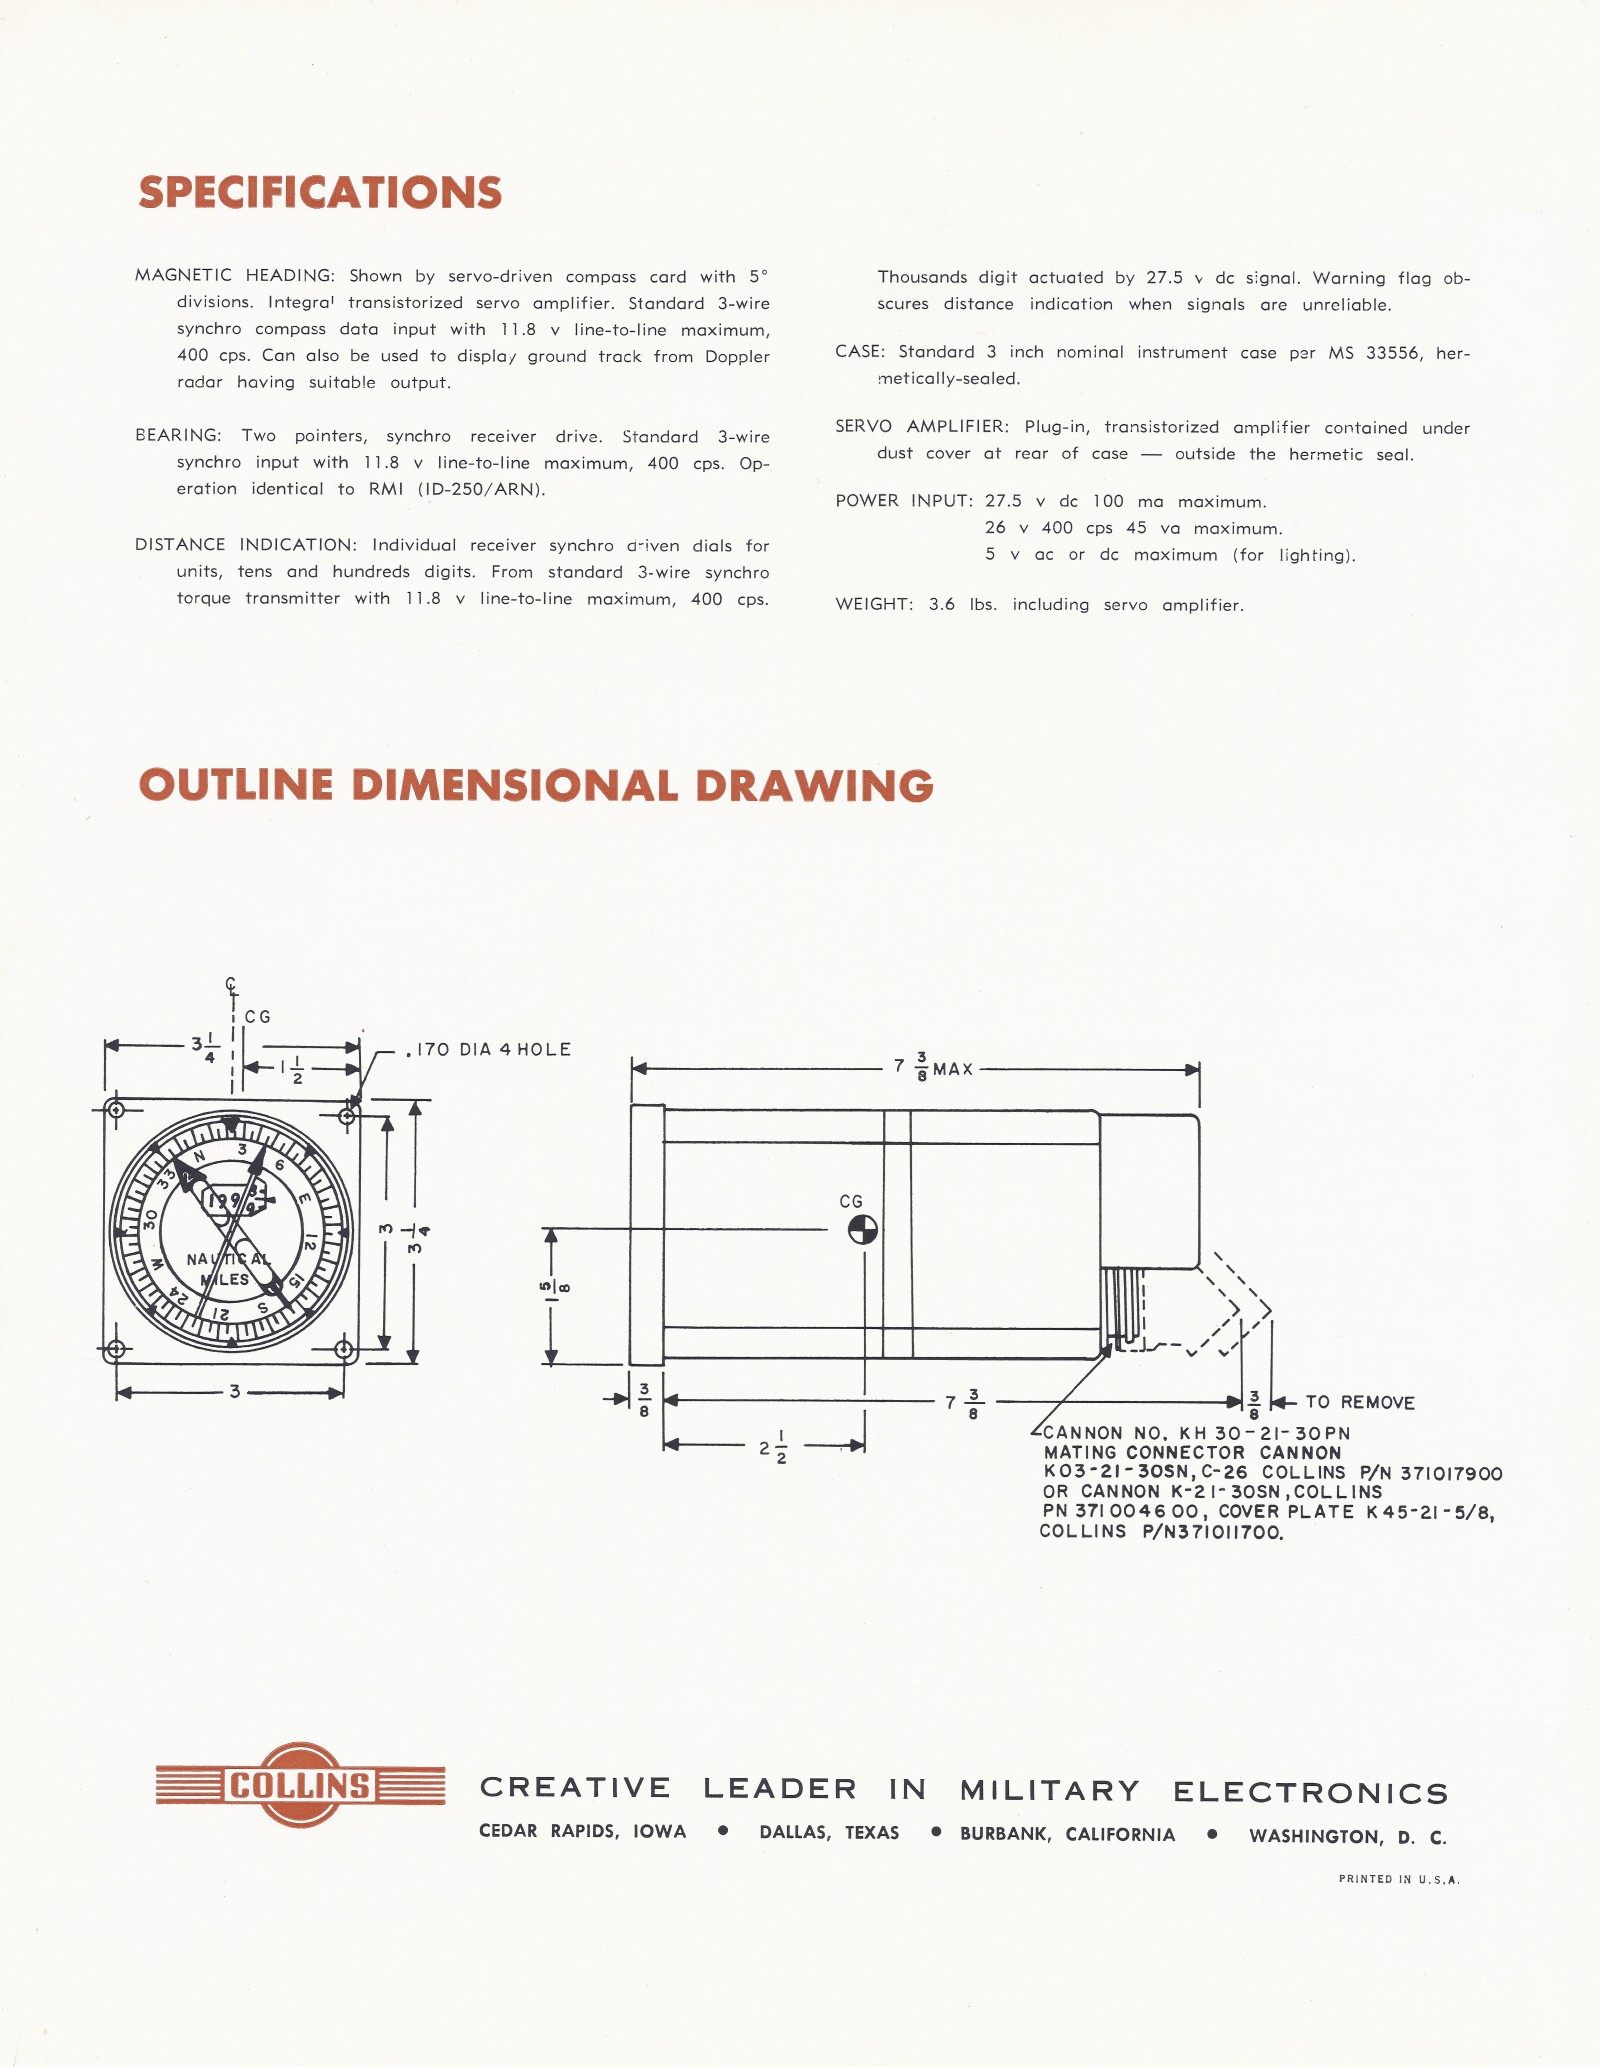 SPECIFICATIONS
MAGNETIC HEADING: Shown by servo-driven compass card with 5°
divisions. Integral transistorized servo amplifier. Standard 3-wire
synchro compass data input with 11.8 v line-to-line maximum,
400 cps. Can also be used to display ground track from Doppler
radar having suitable output.
BEARING: Two pointers, synchro receiver drive. Standard 3-wire
synchro input with 11.8 v line-to-line maximum, 400 cps. Op-
eration identical to RMI (ID-250/ARN).
DISTANCE INDICATION: Individual receiver synchro driven dials for
units, tens and hundreds digits. From standard 3-wire synchro
torque transmitter with 11.8 v line-to-line maximum, 400 cps.
Thousands digit actuated by 27.5 v dc signal. Warning flag ob-
scures distance indication when signals are unreliable.
CASE: Standard 3 inch nominal instrument case per MS 33556, her-
metically-sealed.
SERVO AMPLIFIER: Plug-in, transistorized amplifier contained under
dust cover at rear of case — outside the hermetic seal.
POWER INPUT: 27.5 v dc 100 ma maximum.
26 v 400 cps 45 va maximum.
5 v ac or dc maximum (for lighting).
WEIGHT: 3.6 lbs. including servo amplifier.
OUTLINE DIMENSIONAL DRAWING
℄
CG
3 1/4
1 1/2
.170 DIA 4 HOLE
N 3 6 E 12 15 S 21 24 W 30 33
199
NAUTICAL
MILES
3
3 1/4
3
7 3/8 MAX
CG
1 5/8
3/8
7 3/8
3/8 TO REMOVE
2 1/2
CANNON NO. KH 30-21-30PN
MATING CONNECTOR CANNON
K03-21-30SN, C-26 COLLINS P/N 371017900
OR CANNON K-21-30SN, COLLINS
PN 371 0046 00, COVER PLATE K45-21-5/8,
COLLINS P/N371011700.
COLLINS
CREATIVE LEADER IN MILITARY ELECTRONICS
CEDAR RAPIDS, IOWA • DALLAS, TEXAS • BURBANK, CALIFORNIA • WASHINGTON, D. C.
PRINTED IN U.S.A.